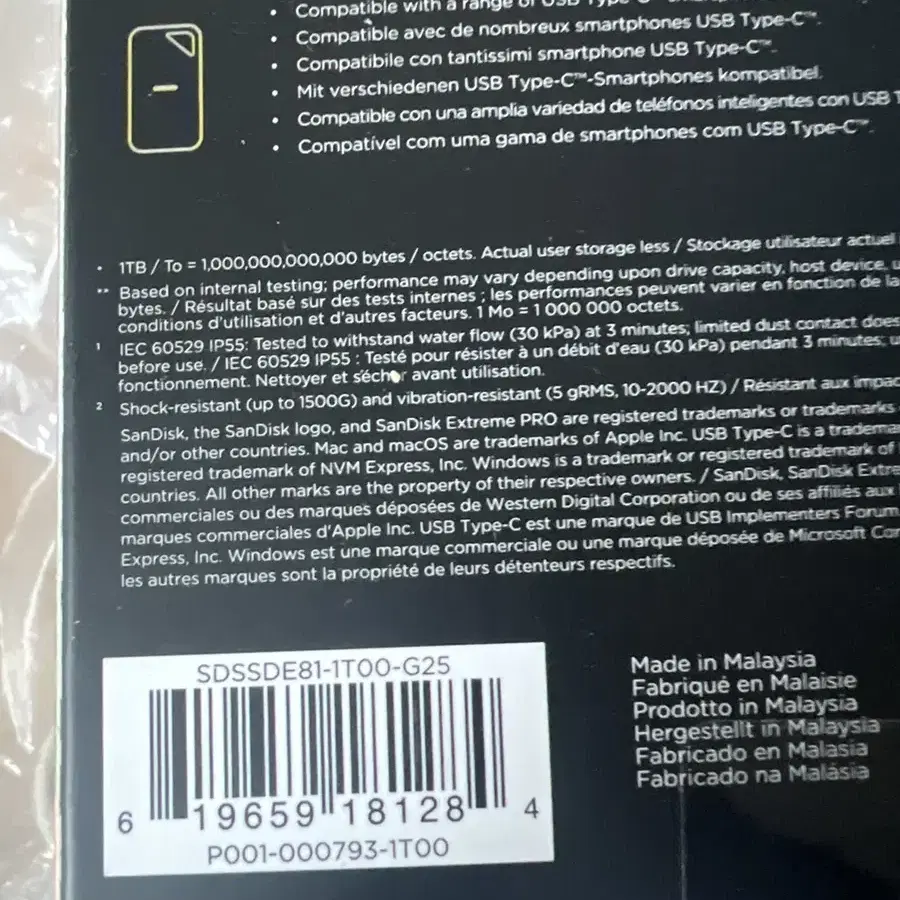 • Compatible with a range of USB Type-C™
• Compatible avec de nombreux smartphones USB Type-C™.
• Compatibile con tantissimi smartphone USB Type-C™.
• Mit verschiedenen USB Type-C™-Smartphones kompatibel.
• Compatible con una amplia variedad de teléfonos inteligentes con USB T
• Compatível com uma gama de smartphones com USB Type-C™.
• 1TB / To = 1,000,000,000,000 bytes / octets. Actual user storage less / Stockage utilisateur actuel
** Based on internal testing; performance may vary depending upon drive capacity, host device, u
bytes. / Résultat basé sur des tests internes ; les performances peuvent varier en fonction de la
conditions d'utilisation et d'autres facteurs. 1 Mo = 1 000 000 octets.
1 IEC 60529 IP55: Tested to withstand water flow (30 kPa) at 3 minutes; limited dust contact does
before use. / IEC 60529 IP55 : Testé pour résister à un débit d'eau (30 kPa) pendant 3 minutes; u
fonctionnement. Nettoyer et sécher avant utilisation.
2 Shock-resistant (up to 1500G) and vibration-resistant (5 gRMS, 10-2000 HZ) / Résistant aux impac
SanDisk, the SanDisk logo, and SanDisk Extreme PRO are registered trademarks or trademarks
and/or other countries. Mac and macOS are trademarks of Apple Inc. USB Type-C is a tradema
registered trademark of NVM Express, Inc. Windows is a trademark or registered trademark of
countries. All other marks are the property of their respective owners. / SanDisk, SanDisk Extre
commerciales ou des marques déposées de Western Digital Corporation ou de ses affiliés aux
marques commerciales d'Apple Inc. USB Type-C est une marque de USB Implementers Forum
Express, Inc. Windows est une marque commerciale ou une marque déposée de Microsoft Cor
les autres marques sont la propriété de leurs détenteurs respectifs.
SDSSDE81-1T00-G25
6 19659 18128 4
P001-000793-1T00
Made in Malaysia
Fabriqué en Malaisie
Prodotto in Malaysia
Hergestellt in Malaysia
Fabricado en Malasia
Fabricado na Malásia